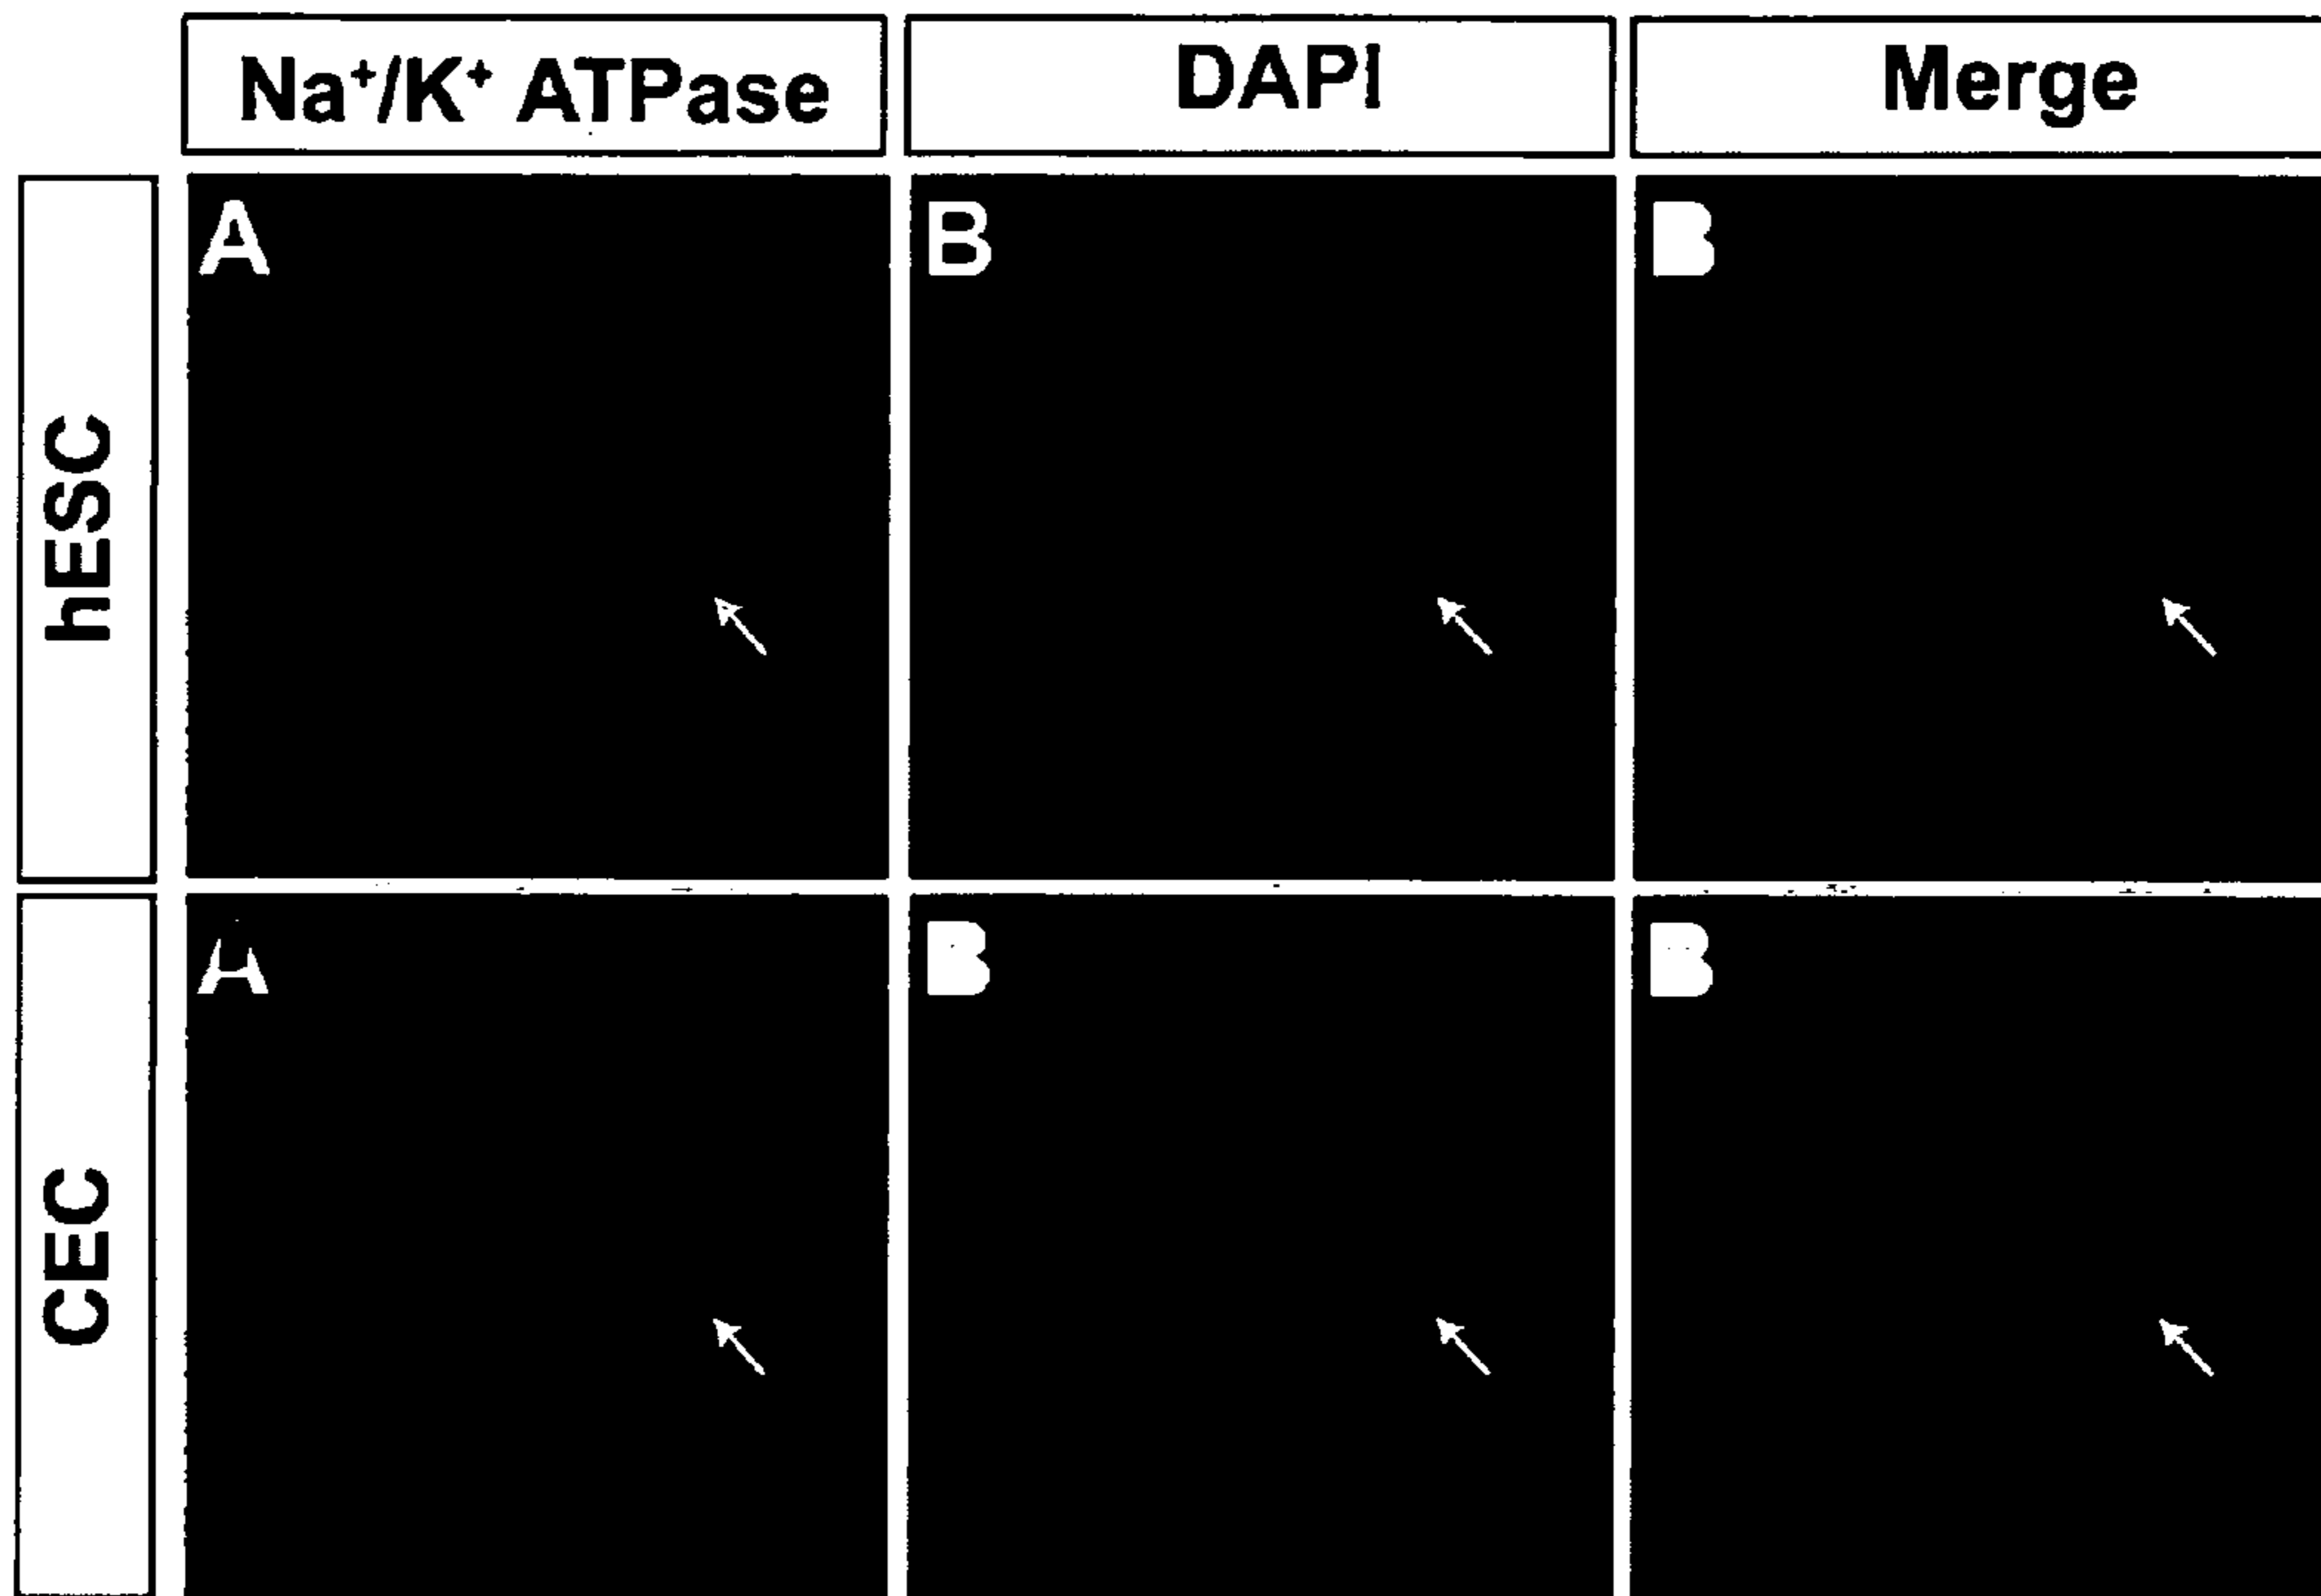 Na⁺/K⁺ ATPase
DAPI
Merge
hESC
A
B
B
CEC
A
B
B